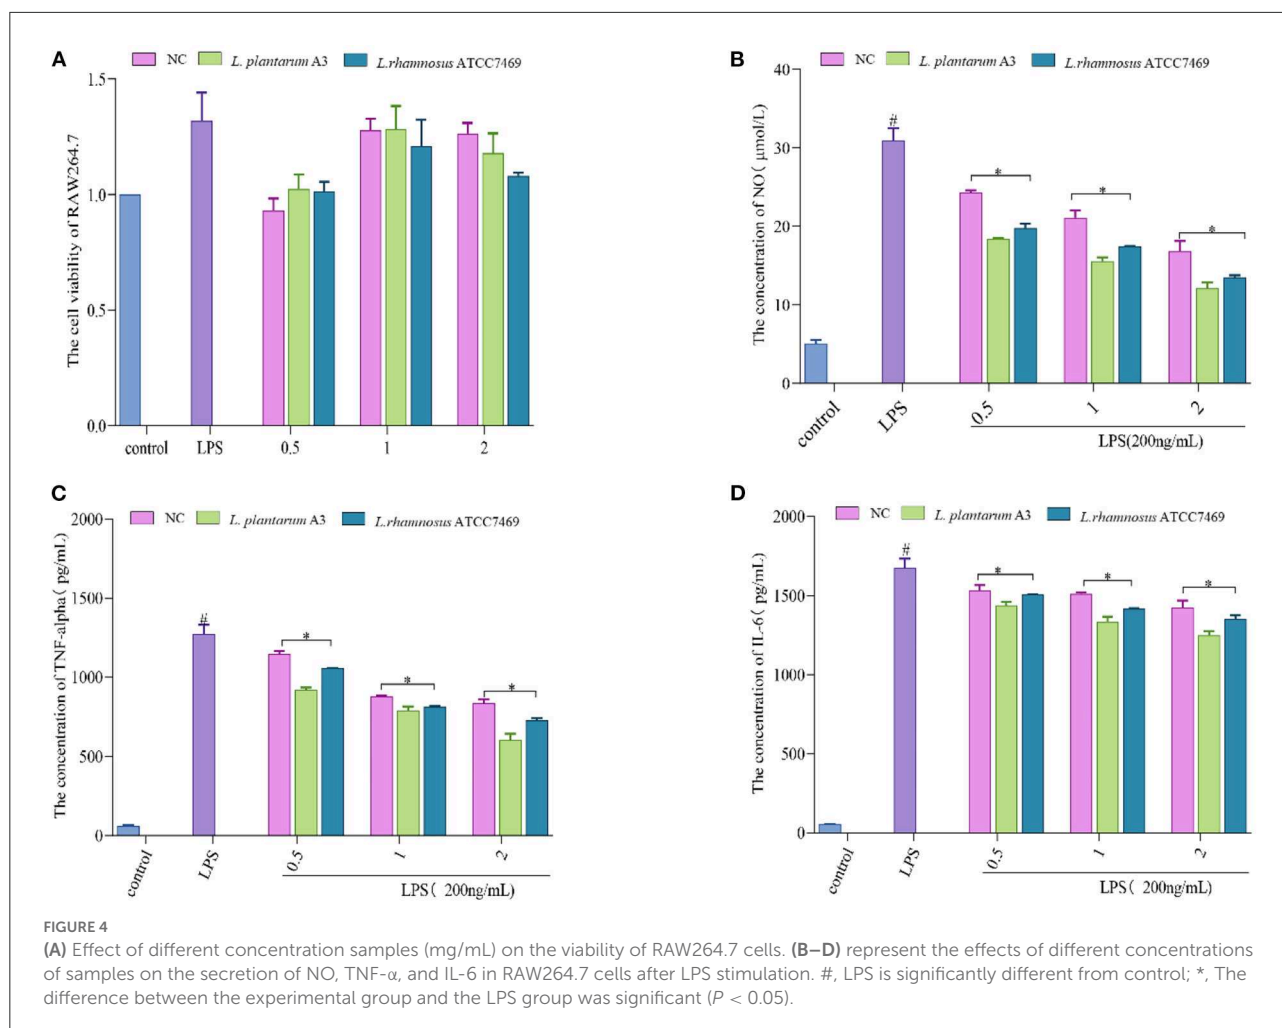 A
NC L. plantarum A3 L.rhamnosus ATCC7469
The cell viability of RAW264.7
1.5
1.0
0.5
0.0
control LPS 0.5 1 2
B
NC L. plantarum A3 L.rhamnosus ATCC7469
The concentration of NO( μmol/L)
40
30
20
10
0
#
* * *
control LPS 0.5 1 2
LPS(200ng/mL)
C
NC L. plantarum A3 L.rhamnosus ATCC7469
The concentration of TNF-alpha( pg/mL)
2000
1500
1000
500
0
#
* * *
control LPS 0.5 1 2
LPS( 200ng/mL)
D
NC L. plantarum A3 L.rhamnosus ATCC7469
The concentration of IL-6( pg/mL)
2000
1500
1000
500
0
#
* * *
control LPS 0.5 1 2
LPS( 200ng/mL)
FIGURE 4
(A) Effect of different concentration samples (mg/mL) on the viability of RAW264.7 cells. (B–D) represent the effects of different concentrations
of samples on the secretion of NO, TNF-α, and IL-6 in RAW264.7 cells after LPS stimulation. #, LPS is significantly different from control; *, The
difference between the experimental group and the LPS group was significant (P < 0.05).